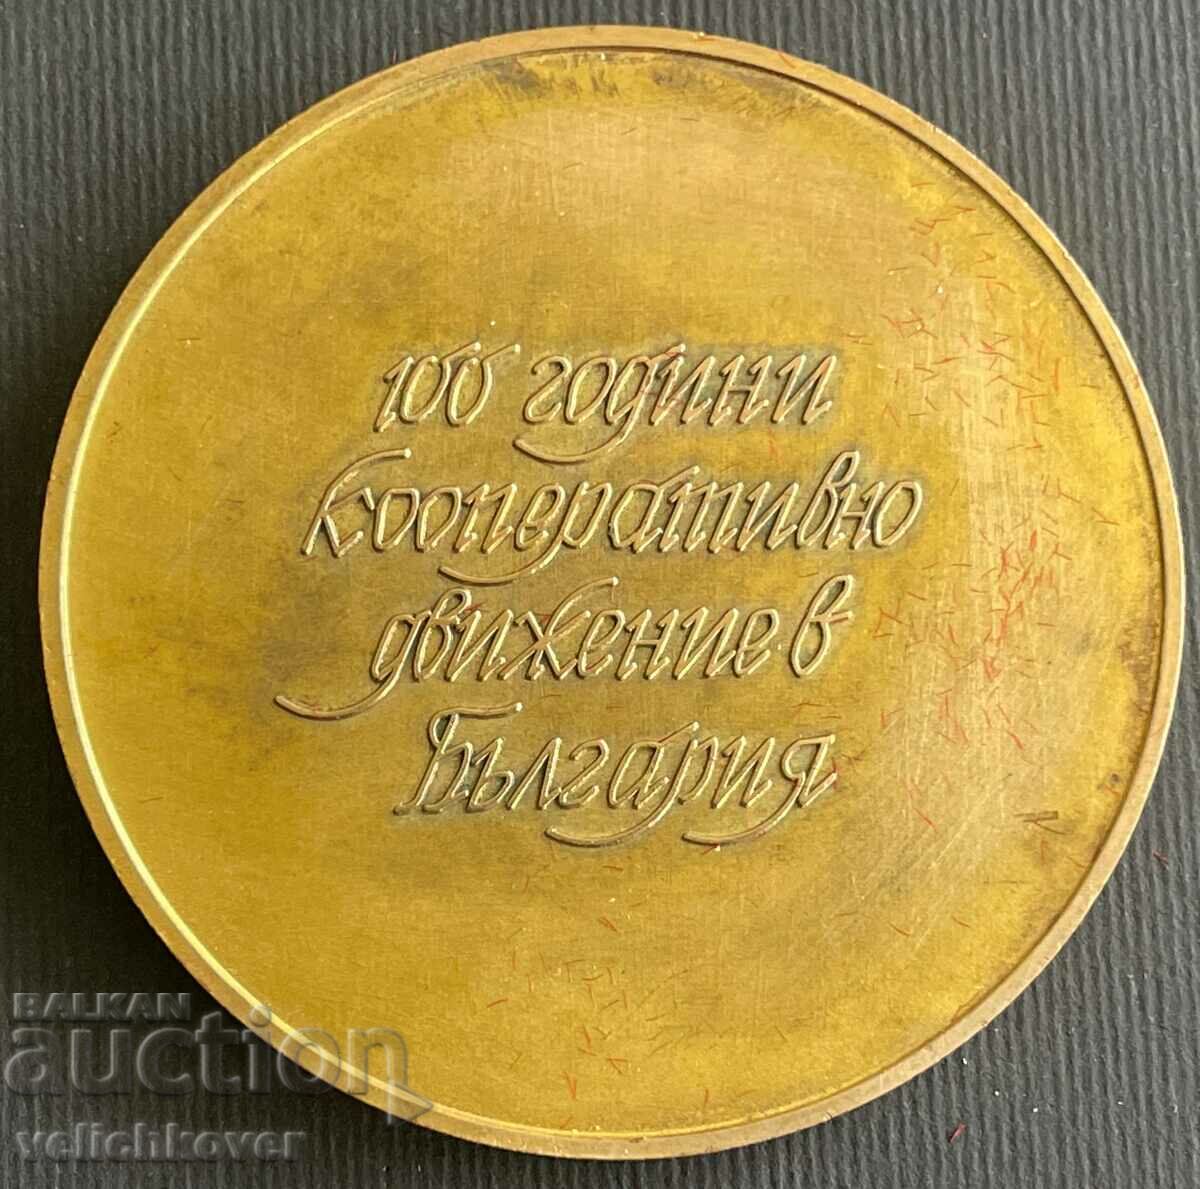 100 години
Кооперативно
движение в
България
BALKAN
auction
velichkover